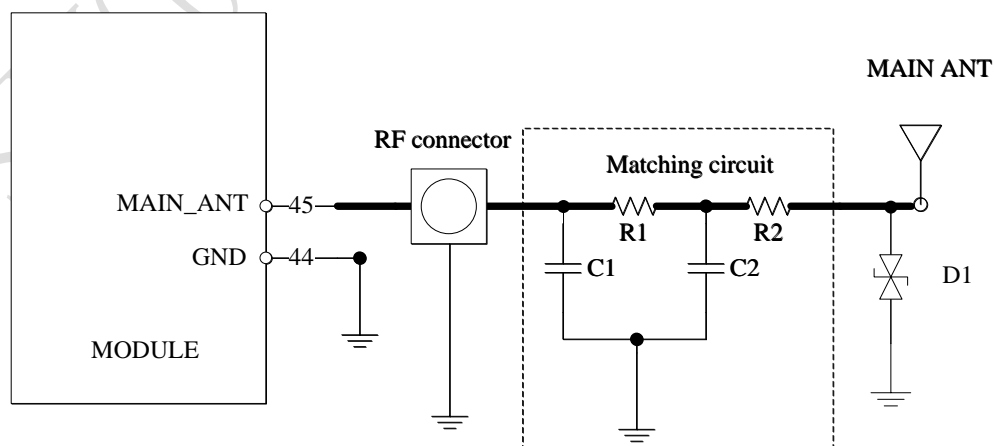 MAIN ANT
RF connector
Matching circuit
MAIN_ANT
45
R1
R2
GND
44
C1
C2
D1
MODULE